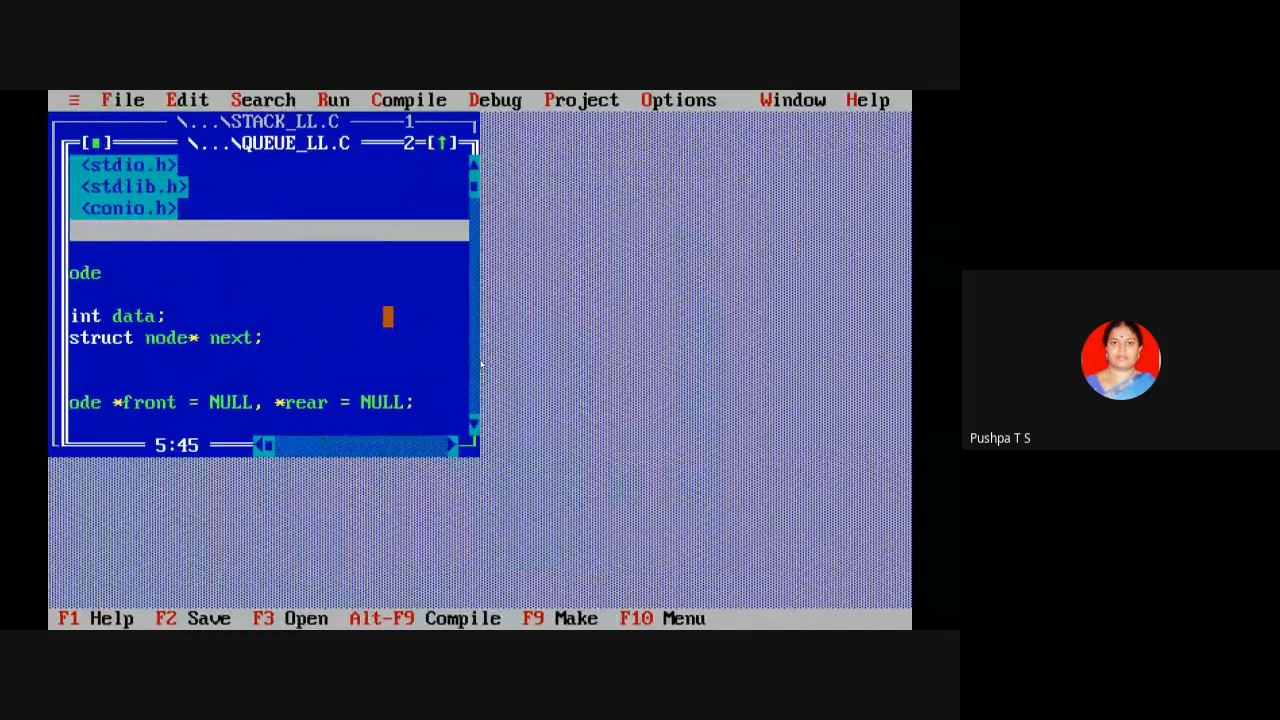 ≡ File Edit Search Run Compile Debug Project Options Window Help
\...\STACK_LL.C 1
[■] \...\QUEUE_LL.C 2=[↑]
<stdio.h>
<stdlib.h>
<conio.h>
ode
int data;
struct node* next;
ode *front = NULL, *rear = NULL;
5:45
F1 Help F2 Save F3 Open Alt-F9 Compile F9 Make F10 Menu
Pushpa T S